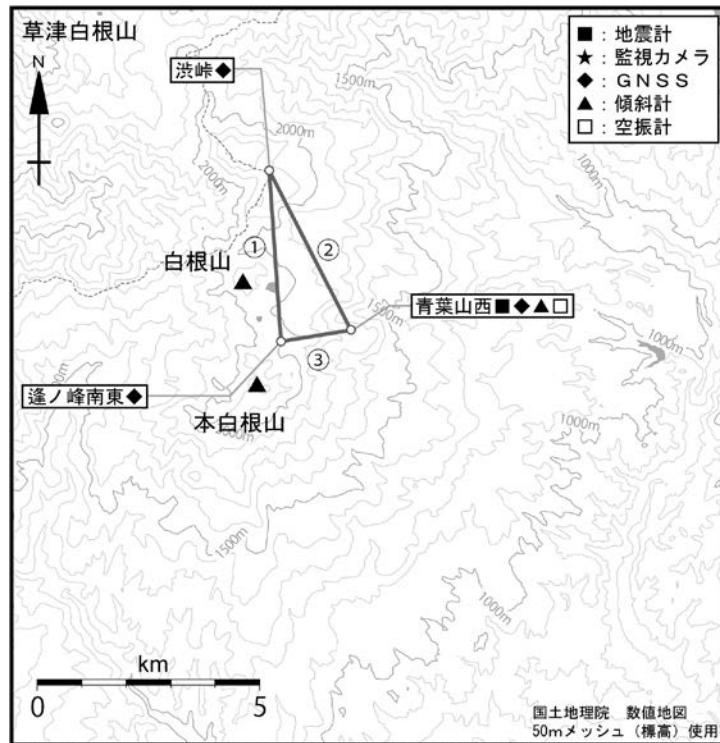 草津白根山
N
■：地震計
★：監視カメラ
◆：ＧＮＳＳ
▲：傾斜計
□：空振計
渋峠◆
1500m
2000m
2000m
1000m
①
②
白根山
青葉山西■◆▲□
1500m
1000m
③
逢ノ峰南東◆
本白根山
1000m
1500m
1000m
km
0 5
国土地理院　数値地図
50mメッシュ（標高）使用